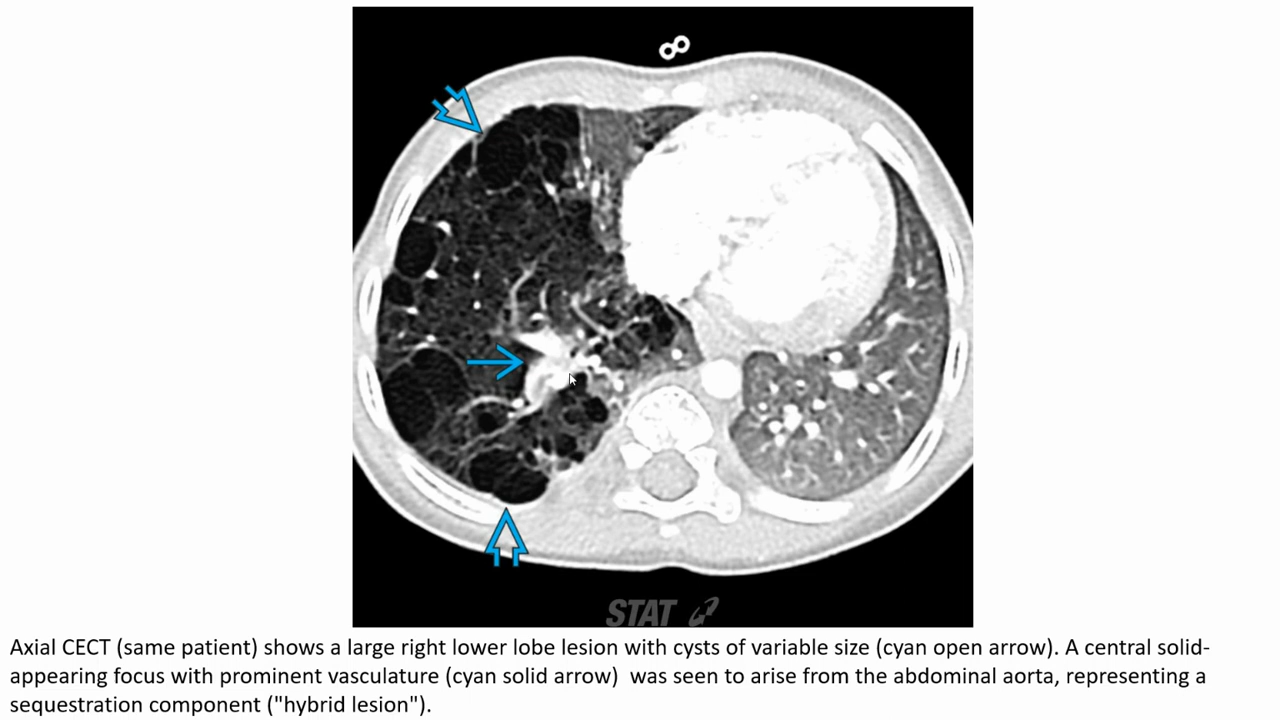 STAT
Axial CECT (same patient) shows a large right lower lobe lesion with cysts of variable size (cyan open arrow). A central solid-
appearing focus with prominent vasculature (cyan solid arrow)  was seen to arise from the abdominal aorta, representing a
sequestration component ("hybrid lesion").